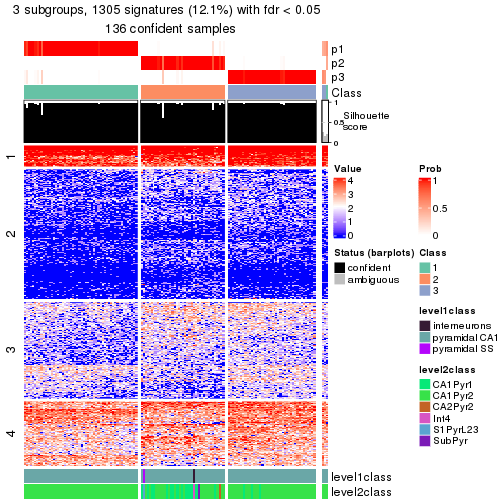 3 subgroups, 1305 signatures (12.1%) with fdr < 0.05
136 confident samples
p1
p2
p3
Class
1
0.5
0
Silhouette
score
1
2
3
4
Value
4
3
2
1
0
Prob
1
0.5
0
Status (barplots)
confident
ambiguous
Class
1
2
3
level1class
interneurons
pyramidal CA1
pyramidal SS
level2class
CA1Pyr1
CA1Pyr2
CA2Pyr2
Int4
S1PyrL23
SubPyr
level1class
level2class